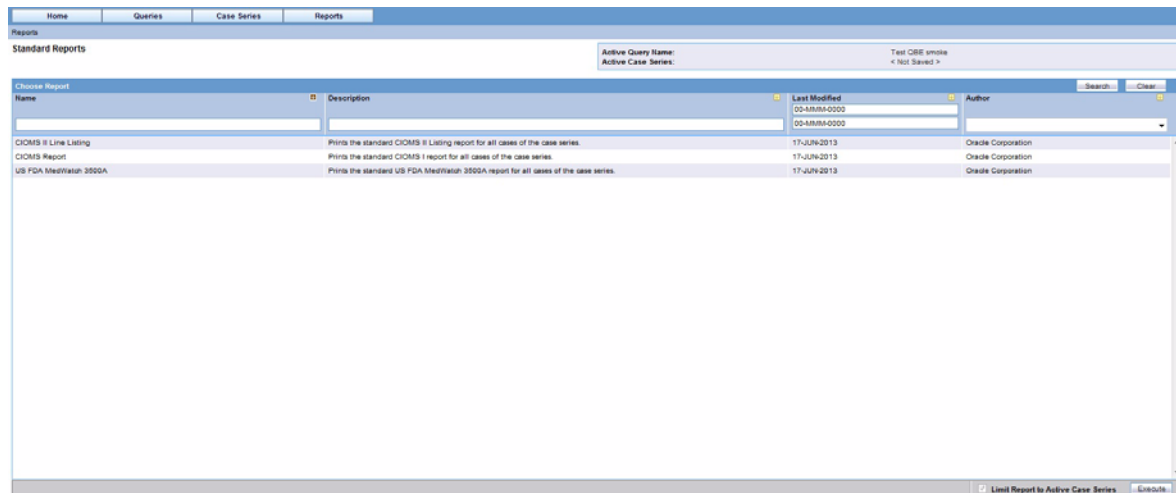 Home Queries Case Series Reports
Reports
Standard Reports
Active Query Name: Test QBE smoke
Active Case Series: < Not Saved >
Choose Report Search Clear
Name Description Last Modified Author
00-MMM-0000
00-MMM-0000
CIOMS II Line Listing Prints the standard CIOMS II Listing report for all cases of the case series. 17-JUN-2013 Oracle Corporation
CIOMS Report Prints the standard CIOMS I report for all cases of the case series. 17-JUN-2013 Oracle Corporation
US FDA MedWatch 3500A Prints the standard US FDA MedWatch 3500A report for all cases of the case series. 17-JUN-2013 Oracle Corporation
Limit Report to Active Case Series Execute